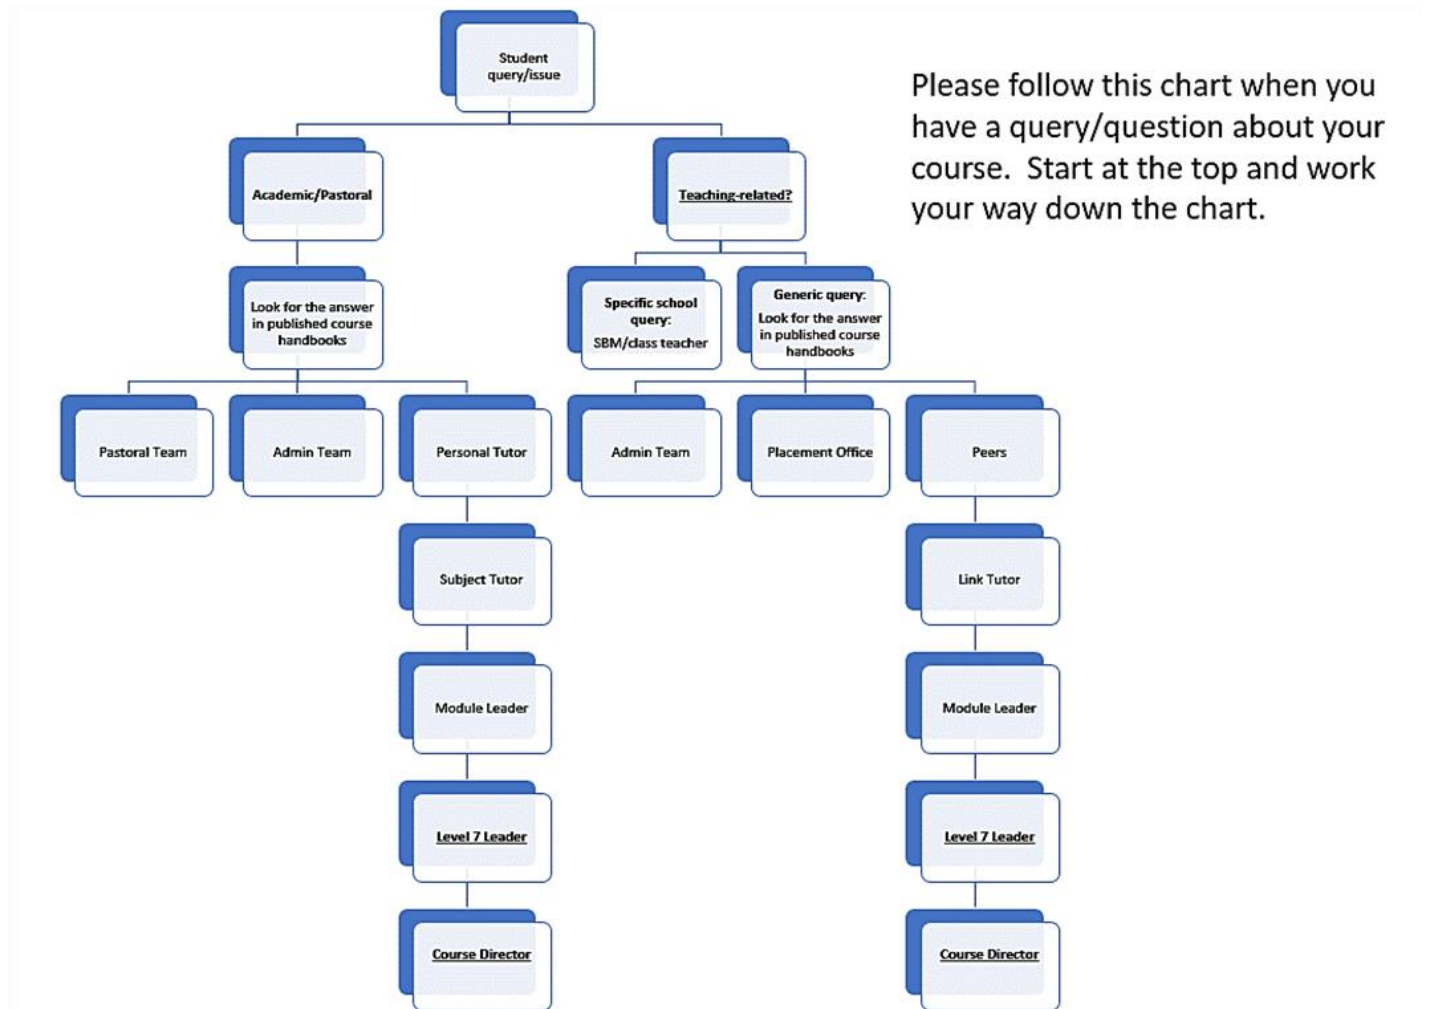 Student
query/issue
Please follow this chart when you
have a query/question about your
course.  Start at the top and work
your way down the chart.
Academic/Pastoral
Teaching-related?
Look for the answer
in published course
handbooks
Specific school
query:
SBM/class teacher
Generic query:
Look for the answer
in published course
handbooks
Pastoral Team
Admin Team
Personal Tutor
Admin Team
Placement Office
Peers
Subject Tutor
Link Tutor
Module Leader
Module Leader
Level 7 Leader
Level 7 Leader
Course Director
Course Director